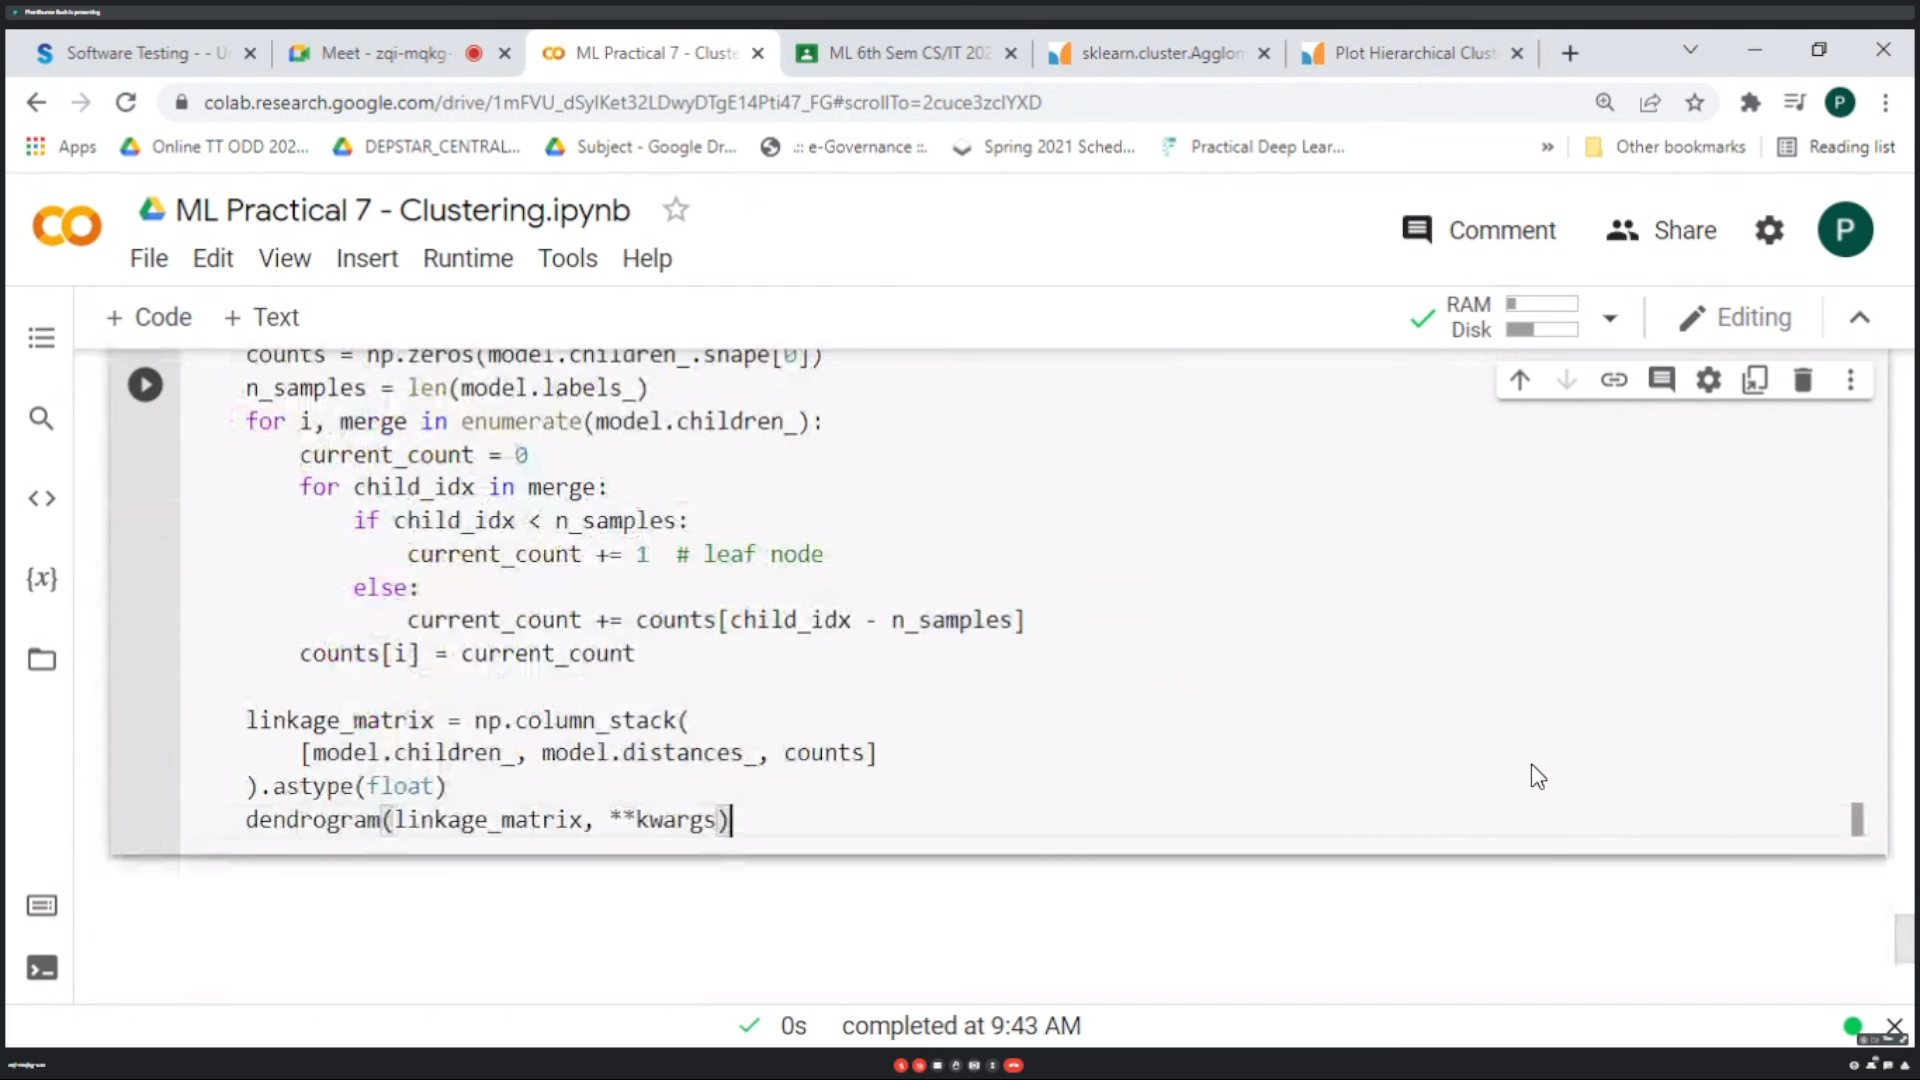 Software Testing - - U
Meet - zqi-mqkg-
ML Practical 7 - Cluste
ML 6th Sem CS/IT 202
sklearn.cluster.Agglom
Plot Hierarchical Clust
colab.research.google.com/drive/1mFVU_dSyIKet32LDwyDTgE14Pti47_FG#scrollTo=2cuce3zclYXD
P
Apps
Online TT ODD 202...
DEPSTAR_CENTRAL...
Subject - Google Dr...
.:: e-Governance ::.
Spring 2021 Sched...
Practical Deep Lear...
»
Other bookmarks
Reading list
ML Practical 7 - Clustering.ipynb
Comment
Share
P
File Edit View Insert Runtime Tools Help
+ Code + Text
RAM
Disk
Editing
counts = np.zeros(model.children_.shape[0])
n_samples = len(model.labels_)
for i, merge in enumerate(model.children_):
current_count = 0
for child_idx in merge:
if child_idx < n_samples:
current_count += 1 # leaf node
else:
current_count += counts[child_idx - n_samples]
counts[i] = current_count
linkage_matrix = np.column_stack(
[model.children_, model.distances_, counts]
).astype(float)
dendrogram(linkage_matrix, **kwargs)
{x}
0s completed at 9:43 AM